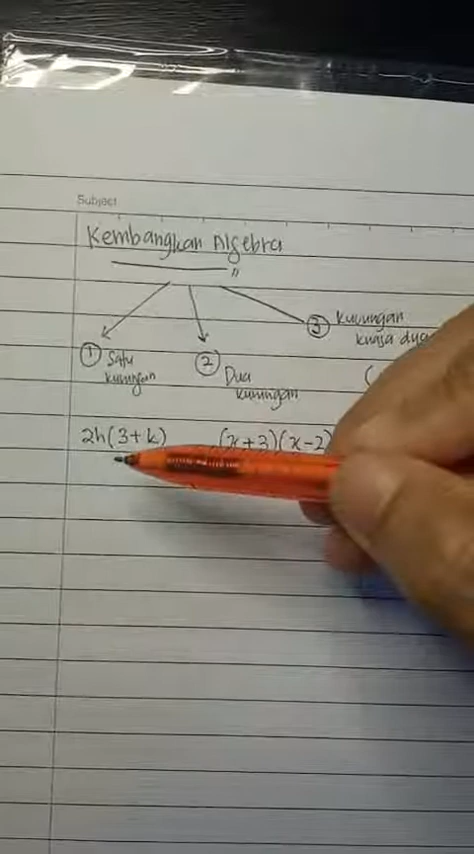 Subject
Kembangkan Algebra
① Satu kurungan
② Dua kurungan
③ Kurungan kuasa dua
2h(3+k)
(x+3)(x-2)
(